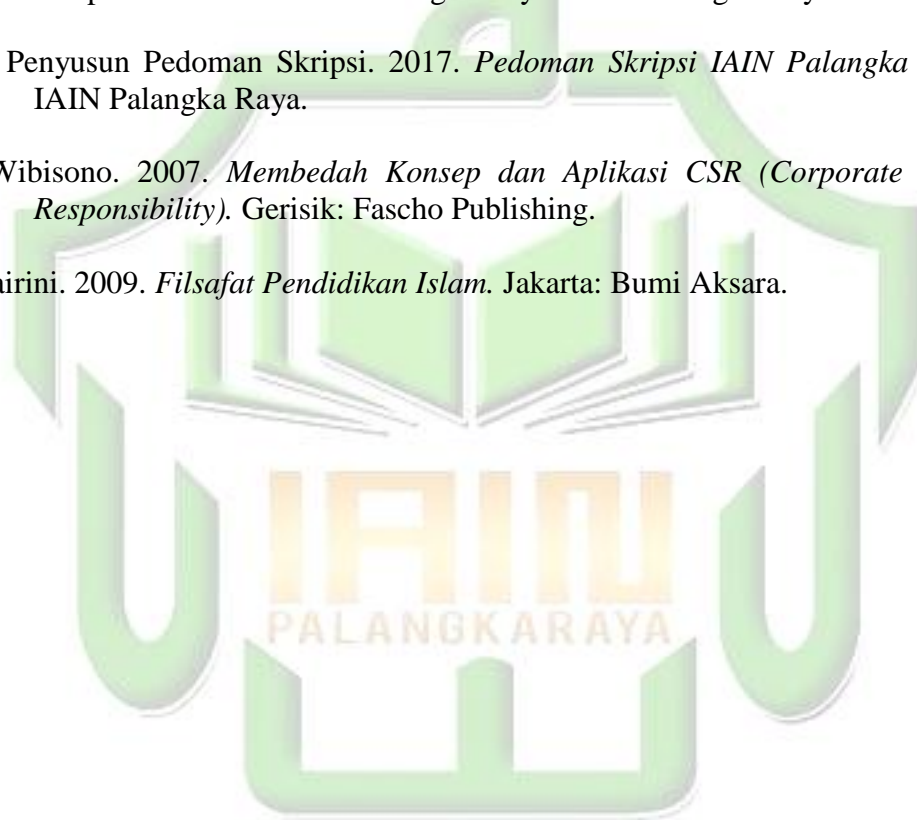 Penyusun Pedoman Skripsi. 2017. Pedoman Skripsi IAIN Palangka
IAIN Palangka Raya.
Wibisono. 2007. Membedah Konsep dan Aplikasi CSR (Corporate
Responsibility). Gerisik: Fascho Publishing.
airini. 2009. Filsafat Pendidikan Islam. Jakarta: Bumi Aksara.
IAIN
PALANGKARAYA